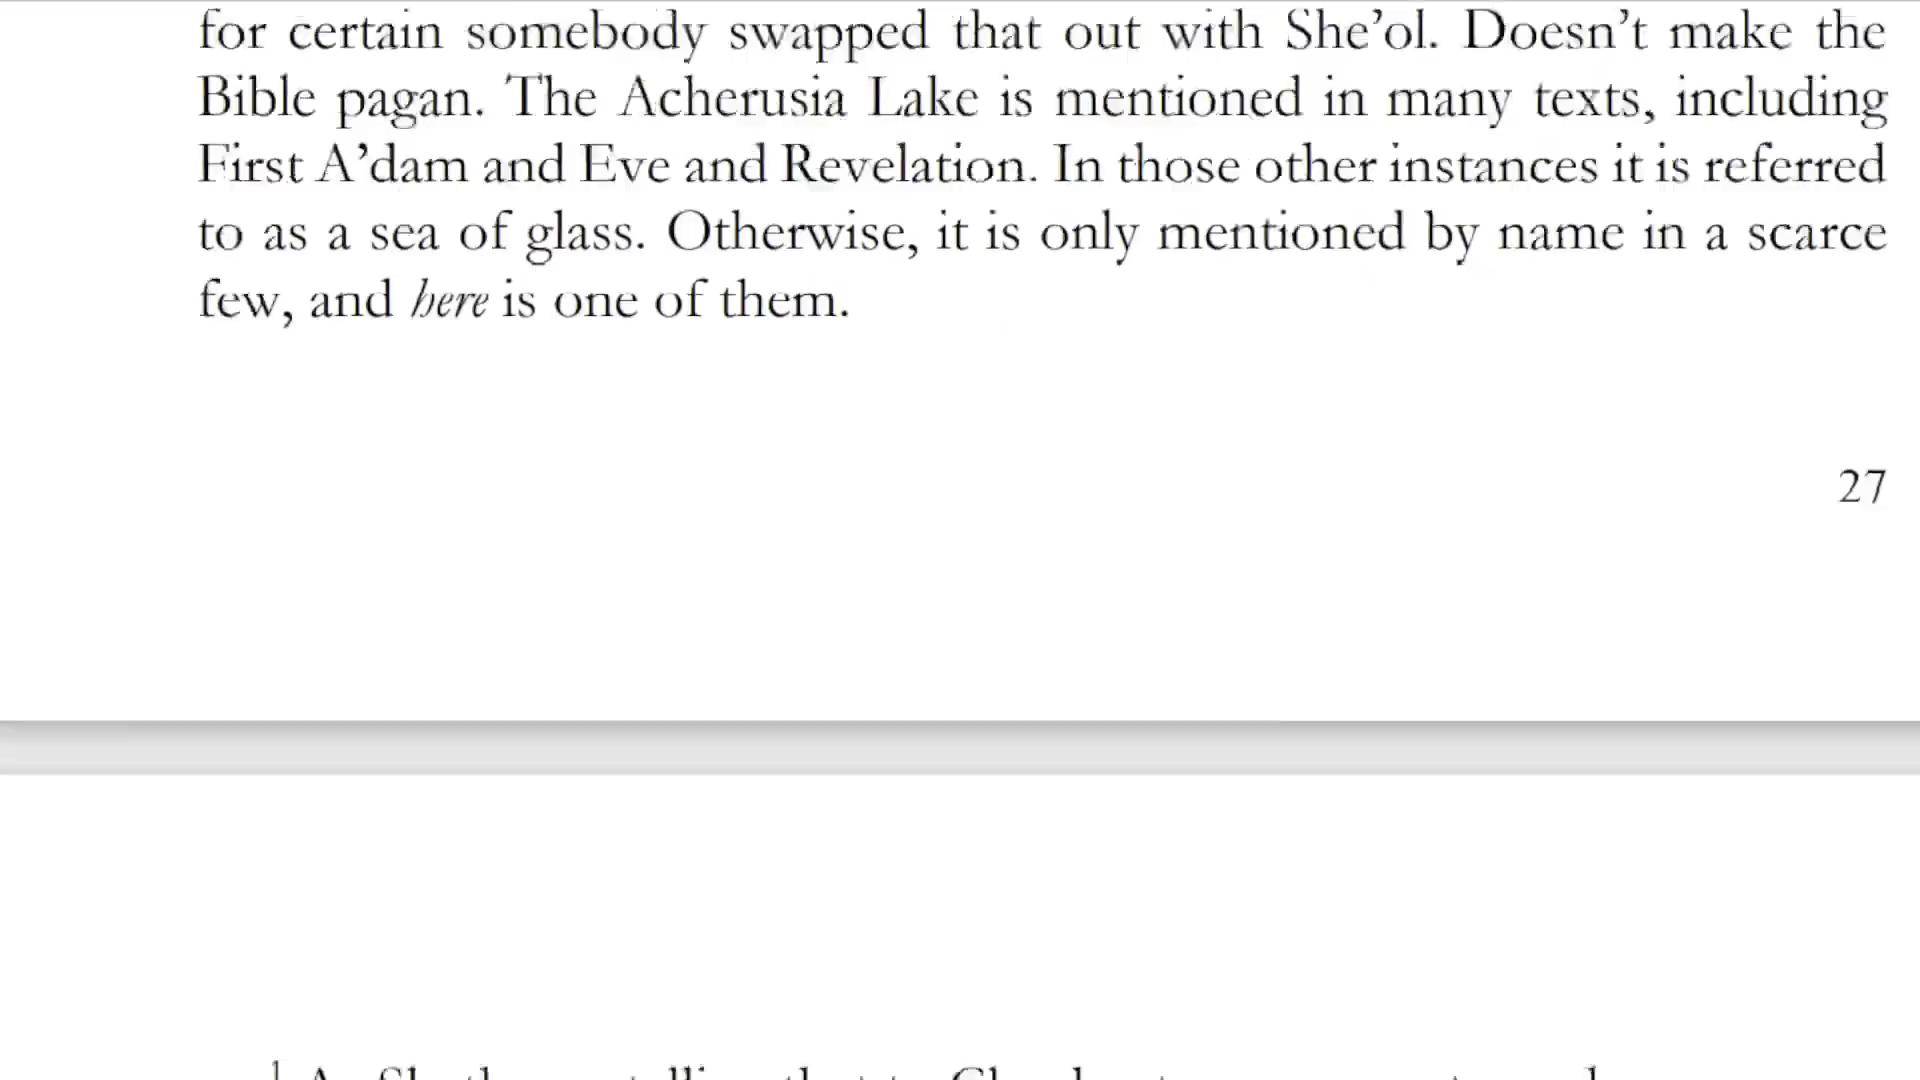 for certain somebody swapped that out with She’ol. Doesn’t make the
Bible pagan. The Acherusia Lake is mentioned in many texts, including
First A’dam and Eve and Revelation. In those other instances it is referred
to as a sea of glass. Otherwise, it is only mentioned by name in a scarce
few, and here is one of them.
27
1